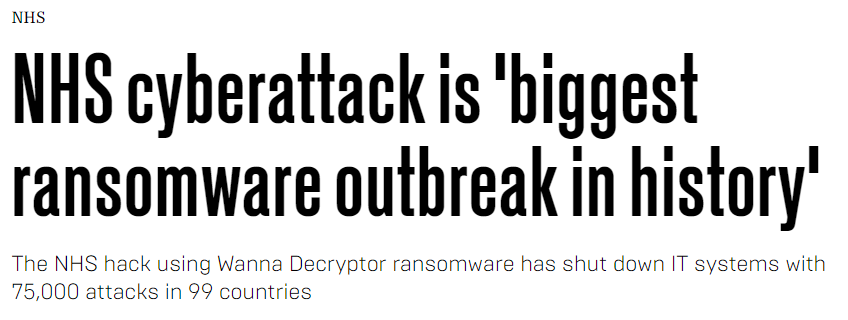 NHS
NHS cyberattack is 'biggest
ransomware outbreak in history'
The NHS hack using Wanna Decryptor ransomware has shut down IT systems with
75,000 attacks in 99 countries